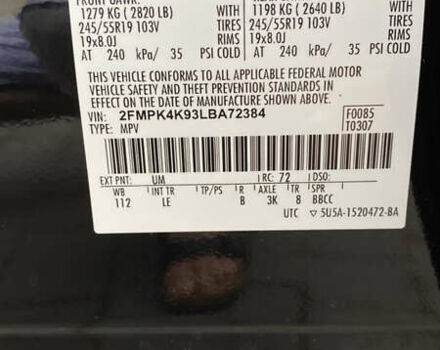 1279 KG ( 2820 LB) WITH
245/55R19 103V TIRES
19x8.0J RIMS
AT 240 kPa/ 35 PSI COLD
1198 KG ( 2640 LB) WITH
245/55R19 103V TIRES
19x8.0J RIMS
AT 240 kPa/ 35 PSI COLD
THIS VEHICLE CONFORMS TO ALL APPLICABLE FEDERAL MOTOR
VEHICLE SAFETY AND THEFT PREVENTION STANDARDS IN
EFFECT ON THE DATE OF MANUFACTURE SHOWN ABOVE.
VIN: 2FMPK4K93LBA72384 F0085
TYPE: MPV T0307
EXT PNT: UM RC: 72 DSO:
WB INT TR TP/PS R AXLE TR SPR
112 LE B 3K 8 BBCC
UTC ▽ 5U5A-1520472-BA